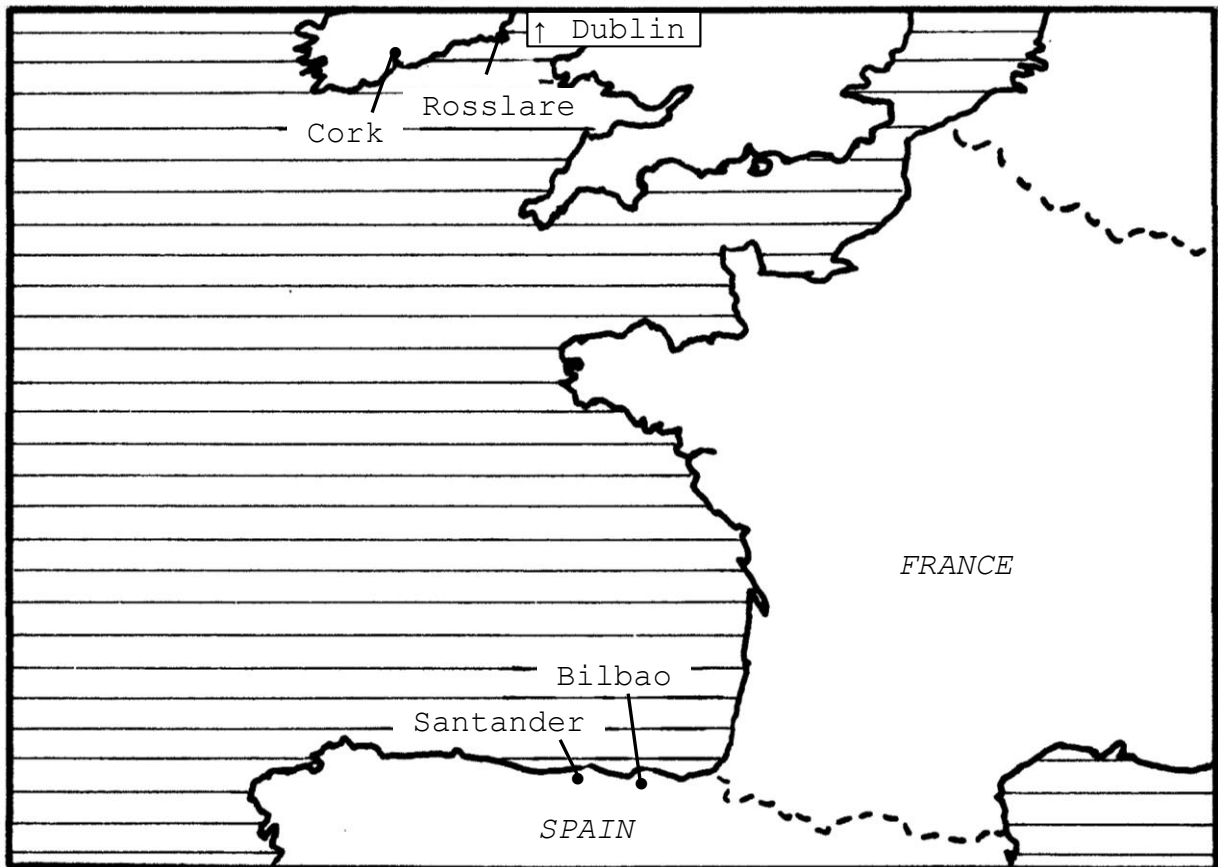 ↑ Dublin
Rosslare
Cork
FRANCE
Bilbao
Santander
SPAIN